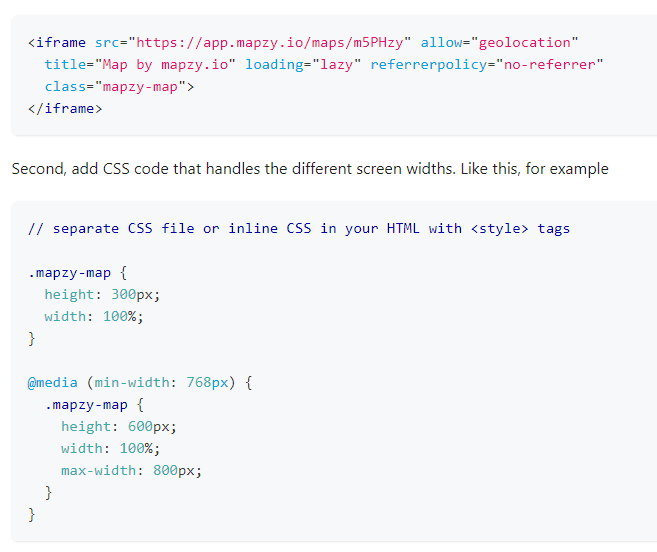 <iframe src="https://app.mapzy.io/maps/m5PHzy" allow="geolocation"
title="Map by mapzy.io" loading="lazy" referrerpolicy="no-referrer"
class="mapzy-map">
</iframe>
Second, add CSS code that handles the different screen widths. Like this, for example
// separate CSS file or inline CSS in your HTML with <style> tags
.mapzy-map {
height: 300px;
width: 100%;
}
@media (min-width: 768px) {
.mapzy-map {
height: 600px;
width: 100%;
max-width: 800px;
}
}